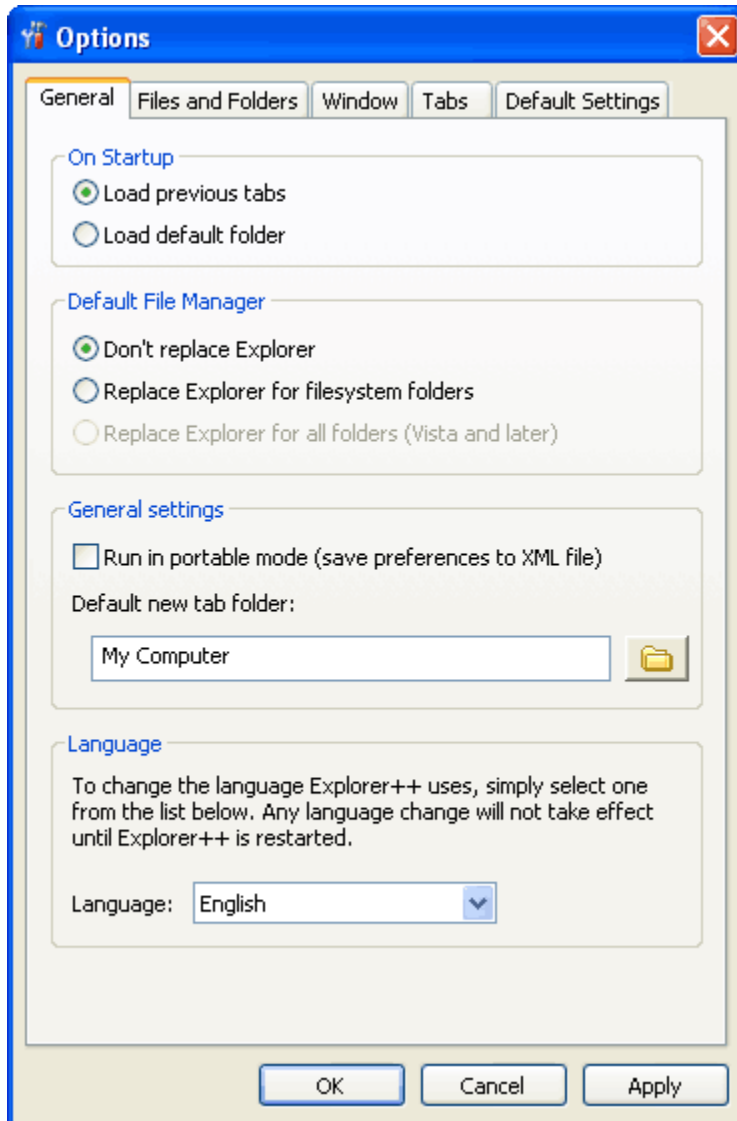 Options
General Files and Folders Window Tabs Default Settings
On Startup
Load previous tabs
Load default folder
Default File Manager
Don't replace Explorer
Replace Explorer for filesystem folders
Replace Explorer for all folders (Vista and later)
General settings
Run in portable mode (save preferences to XML file)
Default new tab folder:
My Computer
Language
To change the language Explorer++ uses, simply select one
from the list below. Any language change will not take effect
until Explorer++ is restarted.
Language: English
OK Cancel Apply